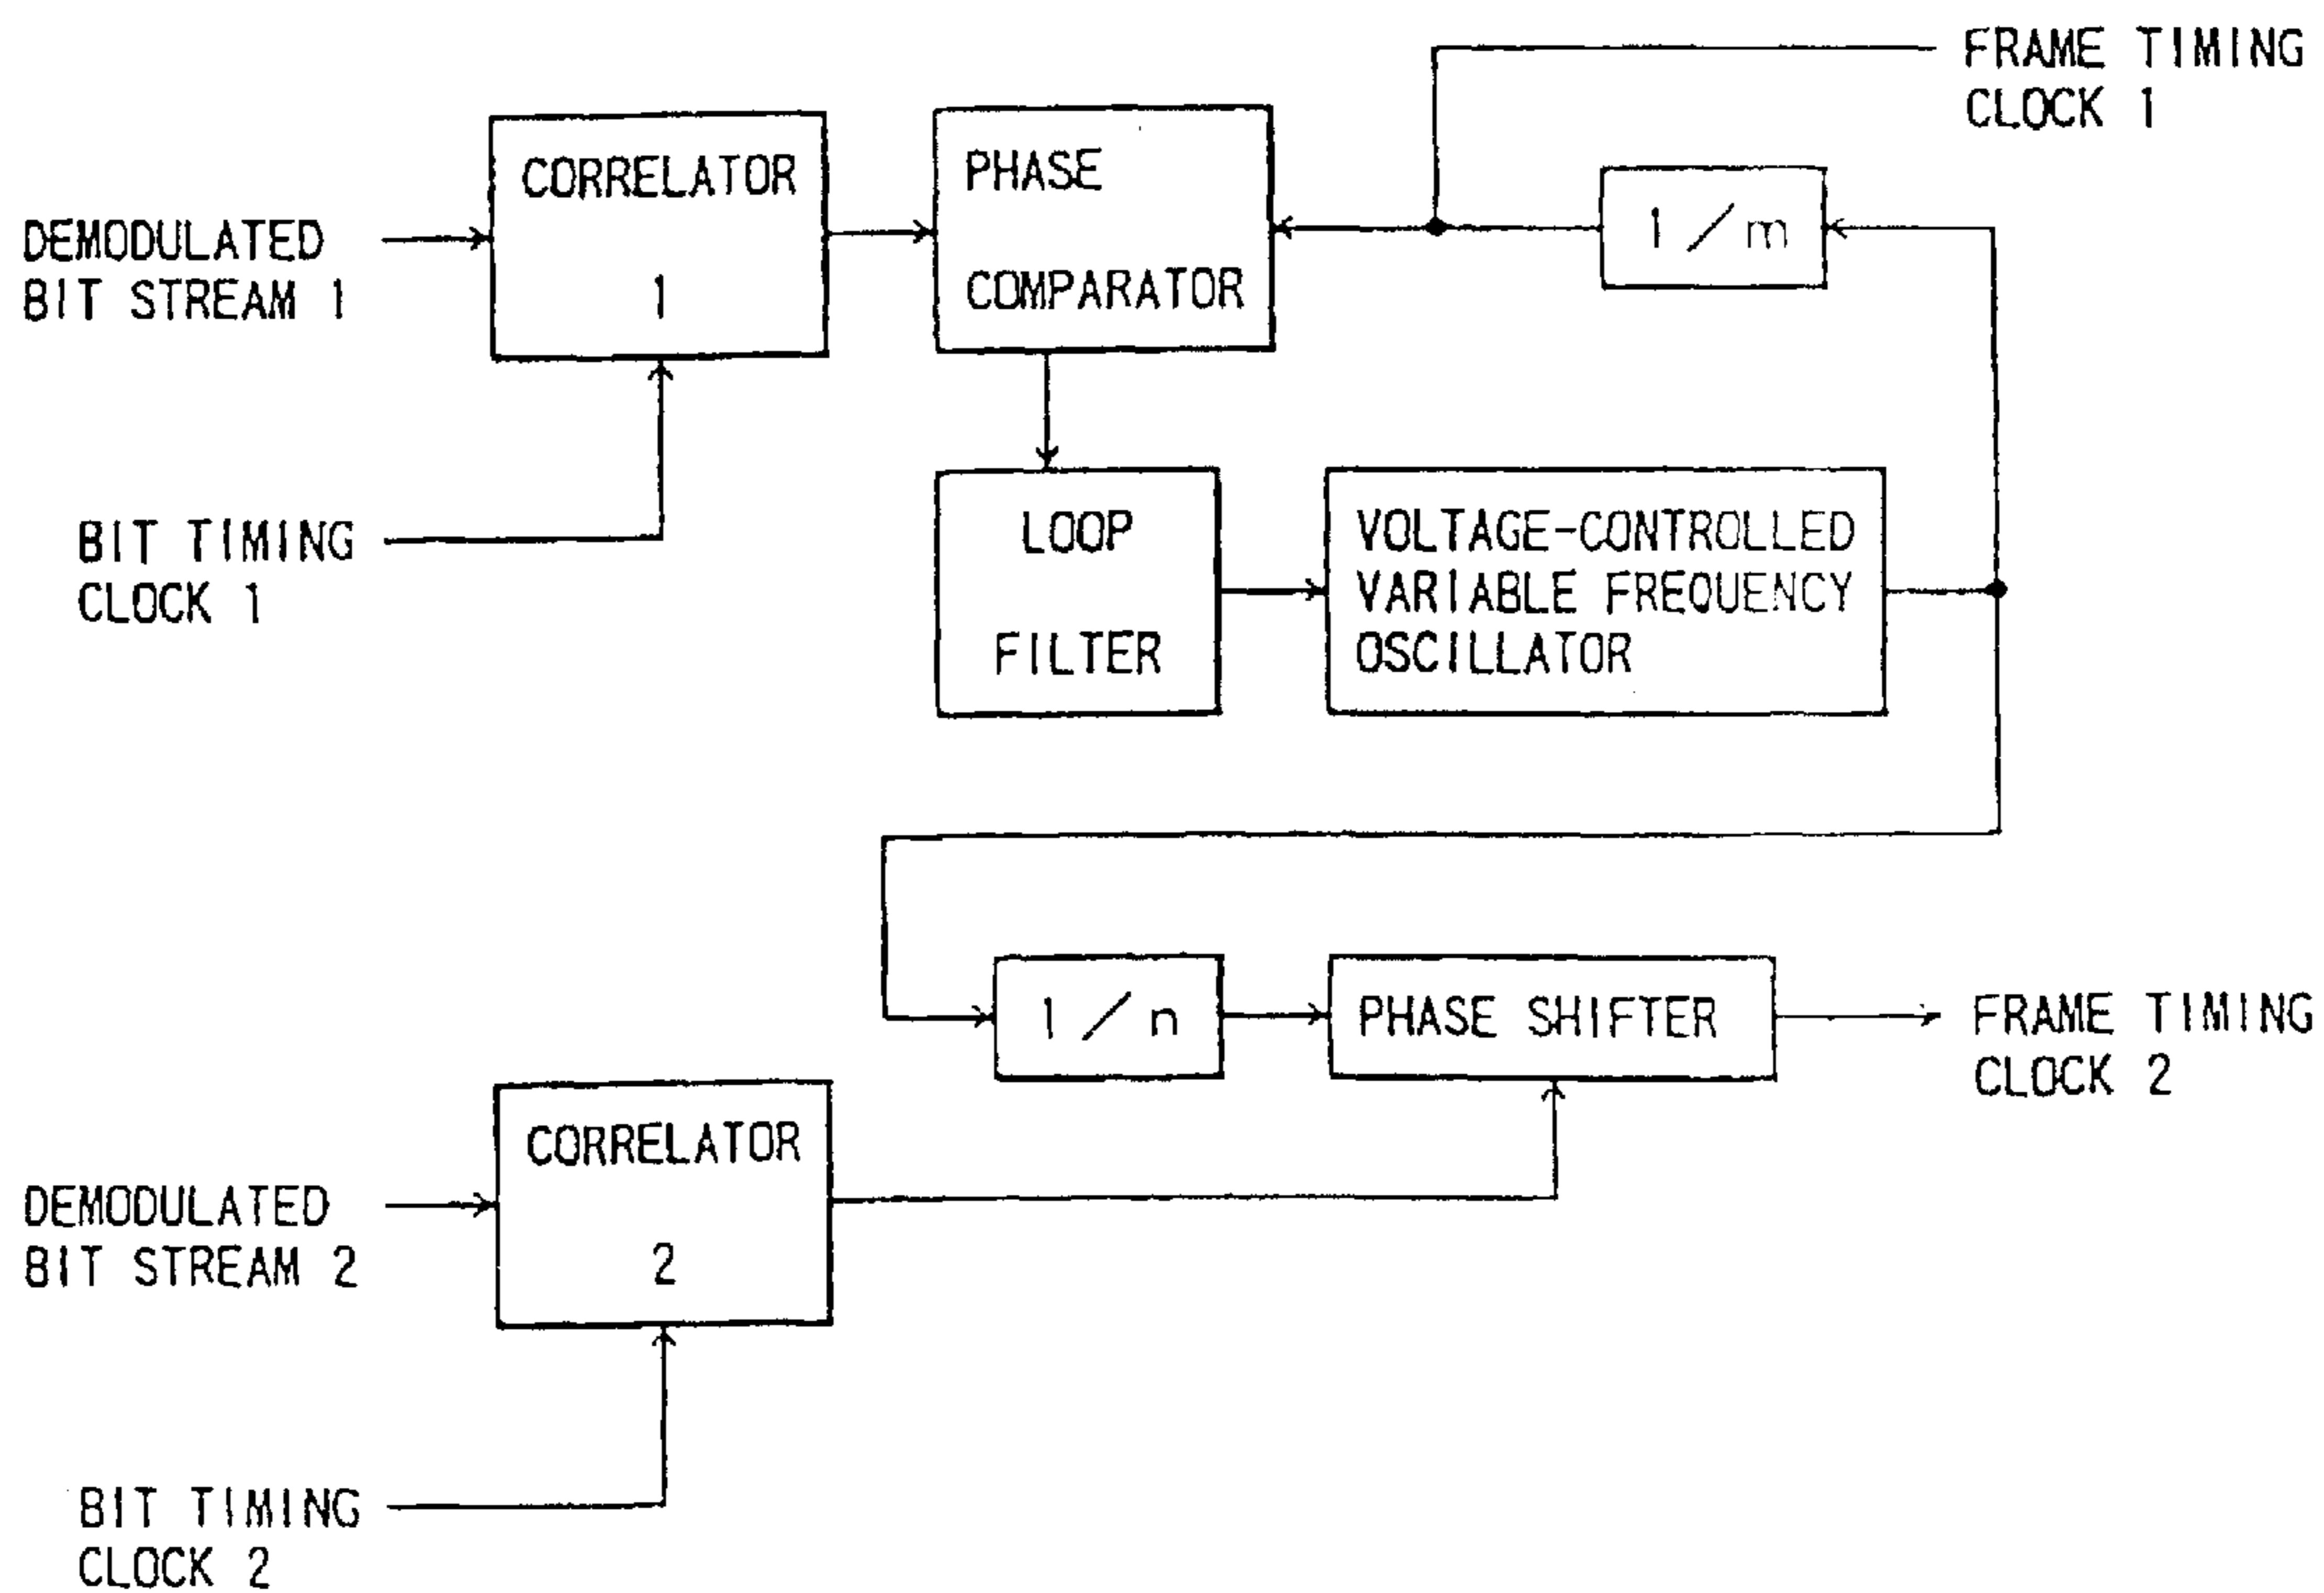 FRAME TIMING
CLOCK 1
CORRELATOR
1
PHASE
COMPARATOR
1/m
DEMODULATED
BIT STREAM 1
BIT TIMING
CLOCK 1
LOOP
FILTER
VOLTAGE-CONTROLLED
VARIABLE FREQUENCY
OSCILLATOR
1/n
PHASE SHIFTER
FRAME TIMING
CLOCK 2
CORRELATOR
2
DEMODULATED
BIT STREAM 2
BIT TIMING
CLOCK 2